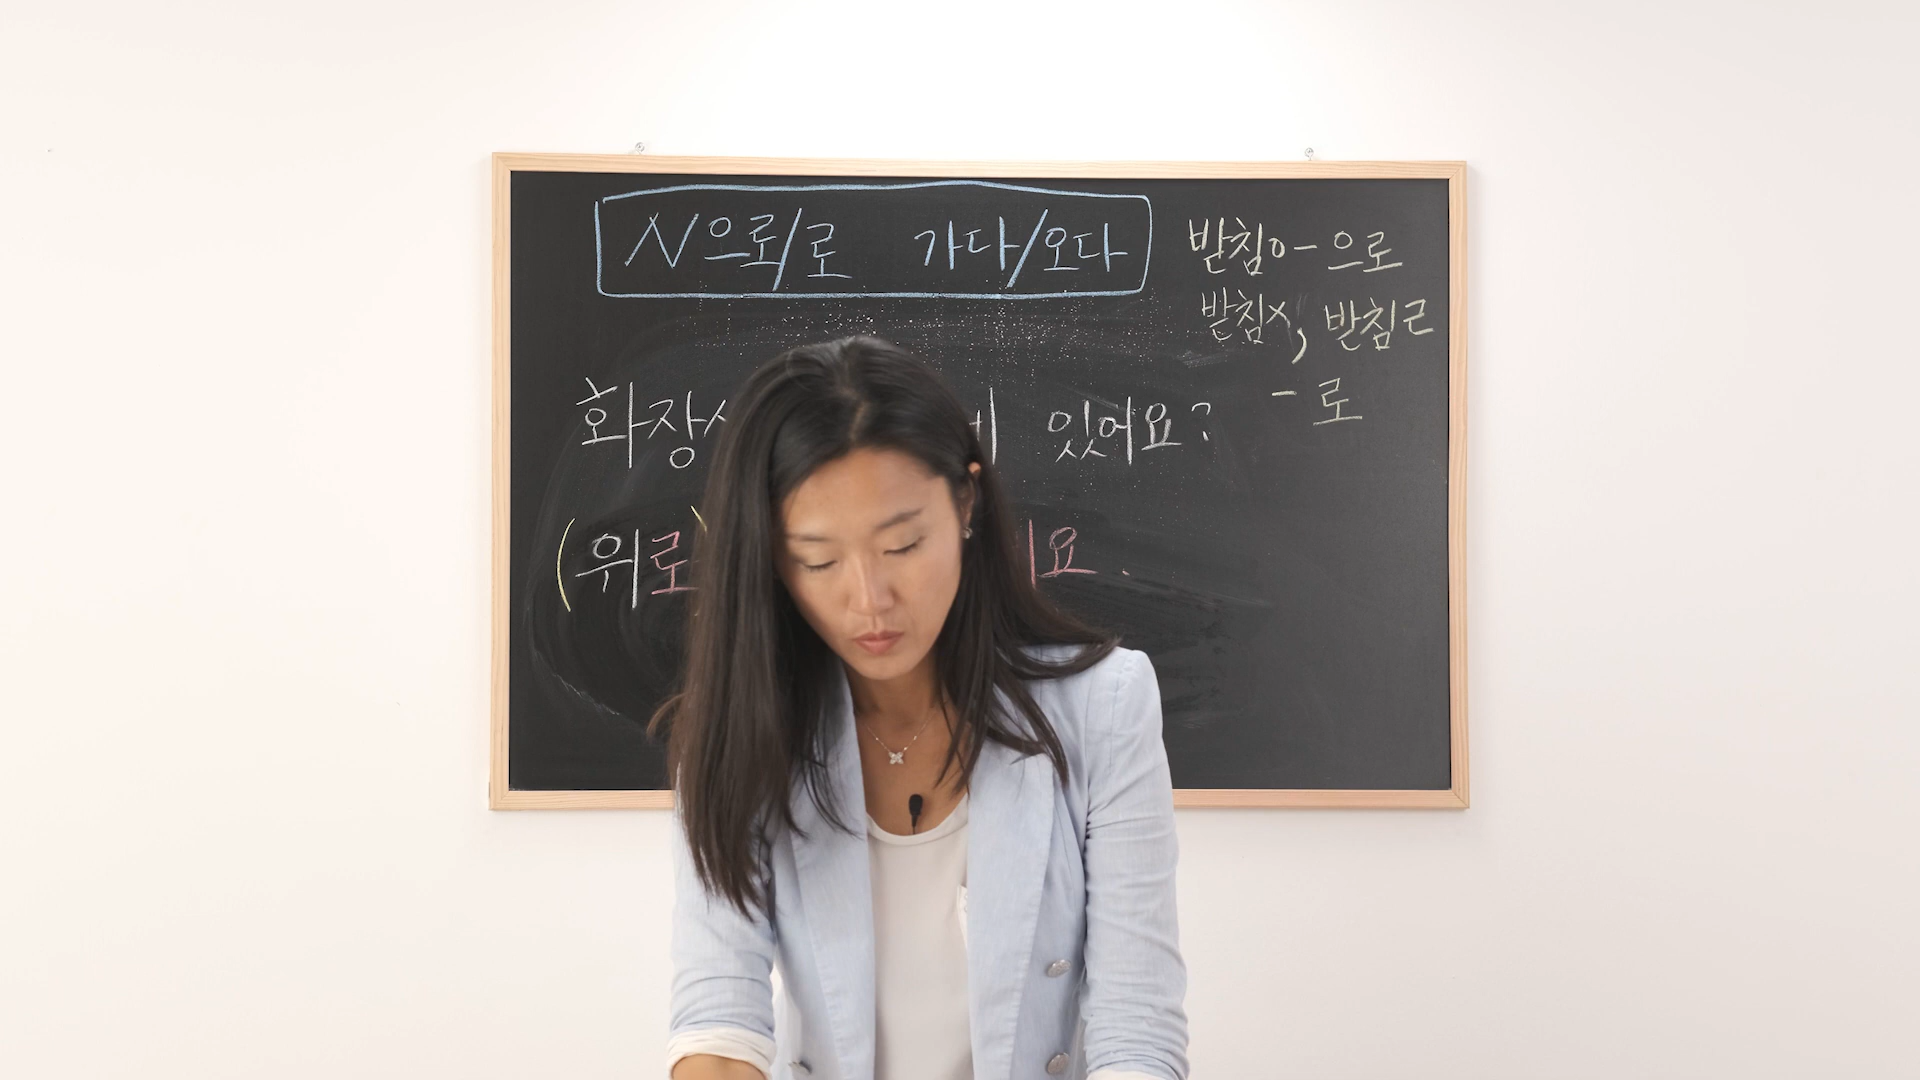 N으로/로 가다/오다
받침o - 으로
받침x, 받침ㄹ
- 로
화장 있어요?
(위로) 요.